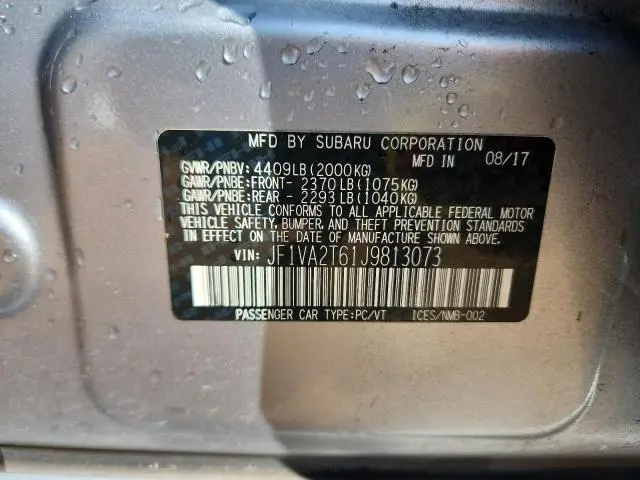 MFD BY SUBARU CORPORATION
MFD IN 08/17
GVWR/PNBV: 4409LB(2000KG)
GAWR/PNBE:FRONT- 2370LB(1075KG)
GAWR/PNBE:REAR - 2293LB(1040KG)
THIS VEHICLE CONFORMS TO ALL APPLICABLE FEDERAL MOTOR
VEHICLE SAFETY, BUMPER, AND THEFT PREVENTION STANDARDS
IN EFFECT ON THE DATE OF MANUFACTURE SHOWN ABOVE.
VIN: JF1VA2T61J9813073
PASSENGER CAR TYPE:PC/VT ICES/NMB-002